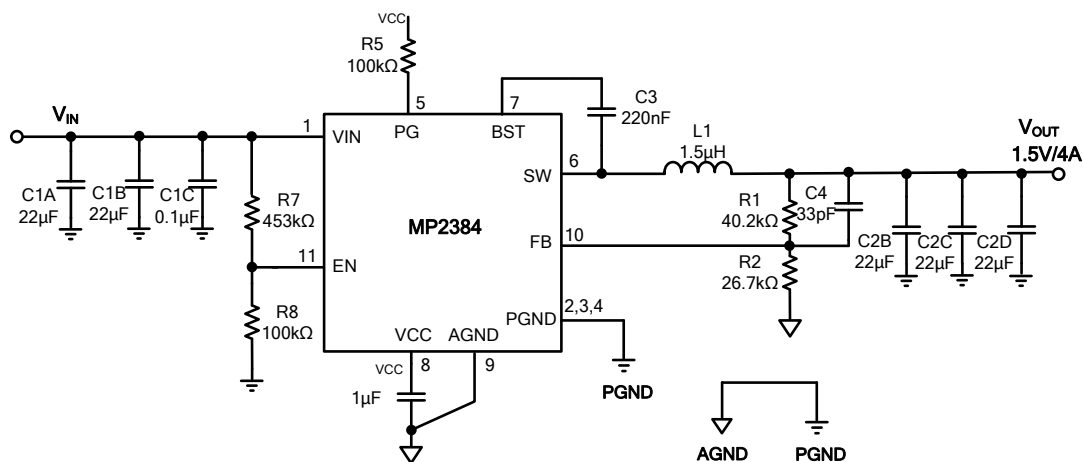 VCC
R5
100kΩ
5
7
C3
220nF
VIN
1
VIN
PG
BST
L1
1.5µH
VOUT
1.5V/4A
6
SW
C1A
22µF
C1B
22µF
C1C
0.1µF
R7
453kΩ
MP2384
R1
40.2kΩ
C4
33pF
10
FB
C2B
22µF
C2C
22µF
C2D
22µF
11
EN
R2
26.7kΩ
R8
100kΩ
2,3,4
PGND
VCC
AGND
VCC
8
9
1µF
PGND
AGND
PGND